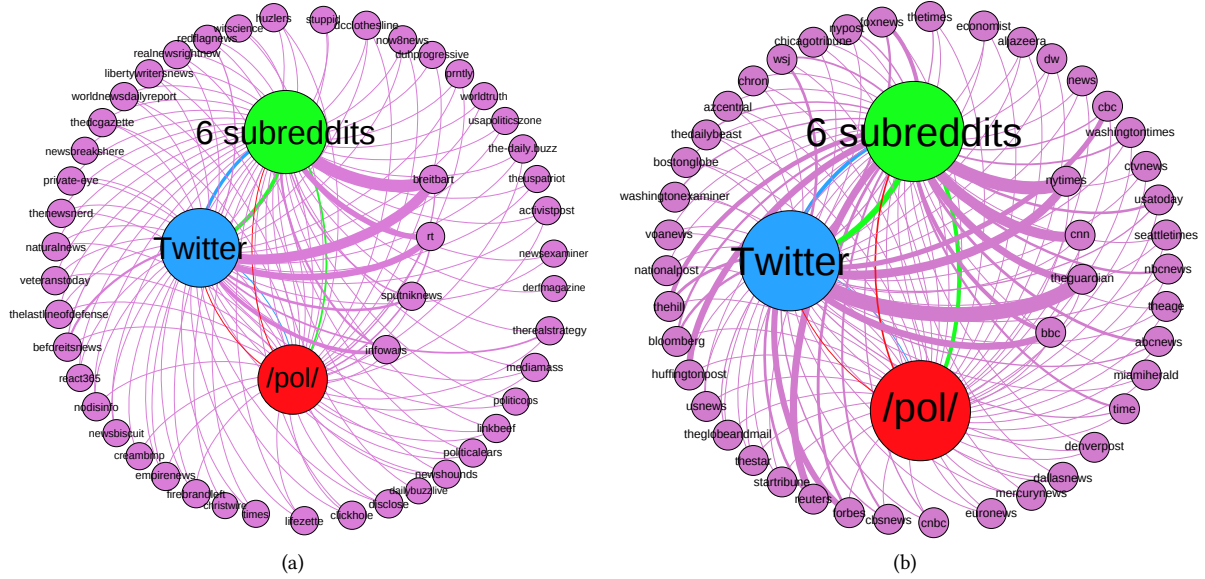 huzlers
stuppid
dcclothesline
witscience
now8news
redflagnews
duhprogressive
realnewsrightnow
prntly
libertywritersnews
worldtruth
worldnewsdailyreport
usapoliticszone
thedcgazette
6 subreddits
the-daily.buzz
newsbreakshere
breitbart
theuspatriot
private-eye
activistpost
thenewsnerd
rt
naturalnews
Twitter
newsexaminer
veteranstoday
sputniknews
derfmagazine
thelastlineofdefense
therealstrategy
beforeitsnews
infowars
mediamass
react365
/pol/
politicops
nodisinfo
linkbeef
newsbiscuit
politicalears
creambmp
newshounds
empirenews
dailybuzzlive
firebrandleft
disclose
christwire
times
lifezette
clickhole
(a)
foxnews
thetimes
nypost
economist
chicagotribune
aljazeera
wsj
dw
chron
news
azcentral
cbc
thedailybeast
6 subreddits
washingtontimes
bostonglobe
ctvnews
nytimes
washingtonexaminer
usatoday
voanews
cnn
seattletimes
Twitter
nationalpost
theguardian
nbcnews
thehill
theage
bloomberg
bbc
abcnews
huffingtonpost
miamiherald
usnews
/pol/
time
theglobeandmail
denverpost
thestar
dallasnews
startribune
mercurynews
reuters
euronews
forbes
cbsnews
cnbc
(b)